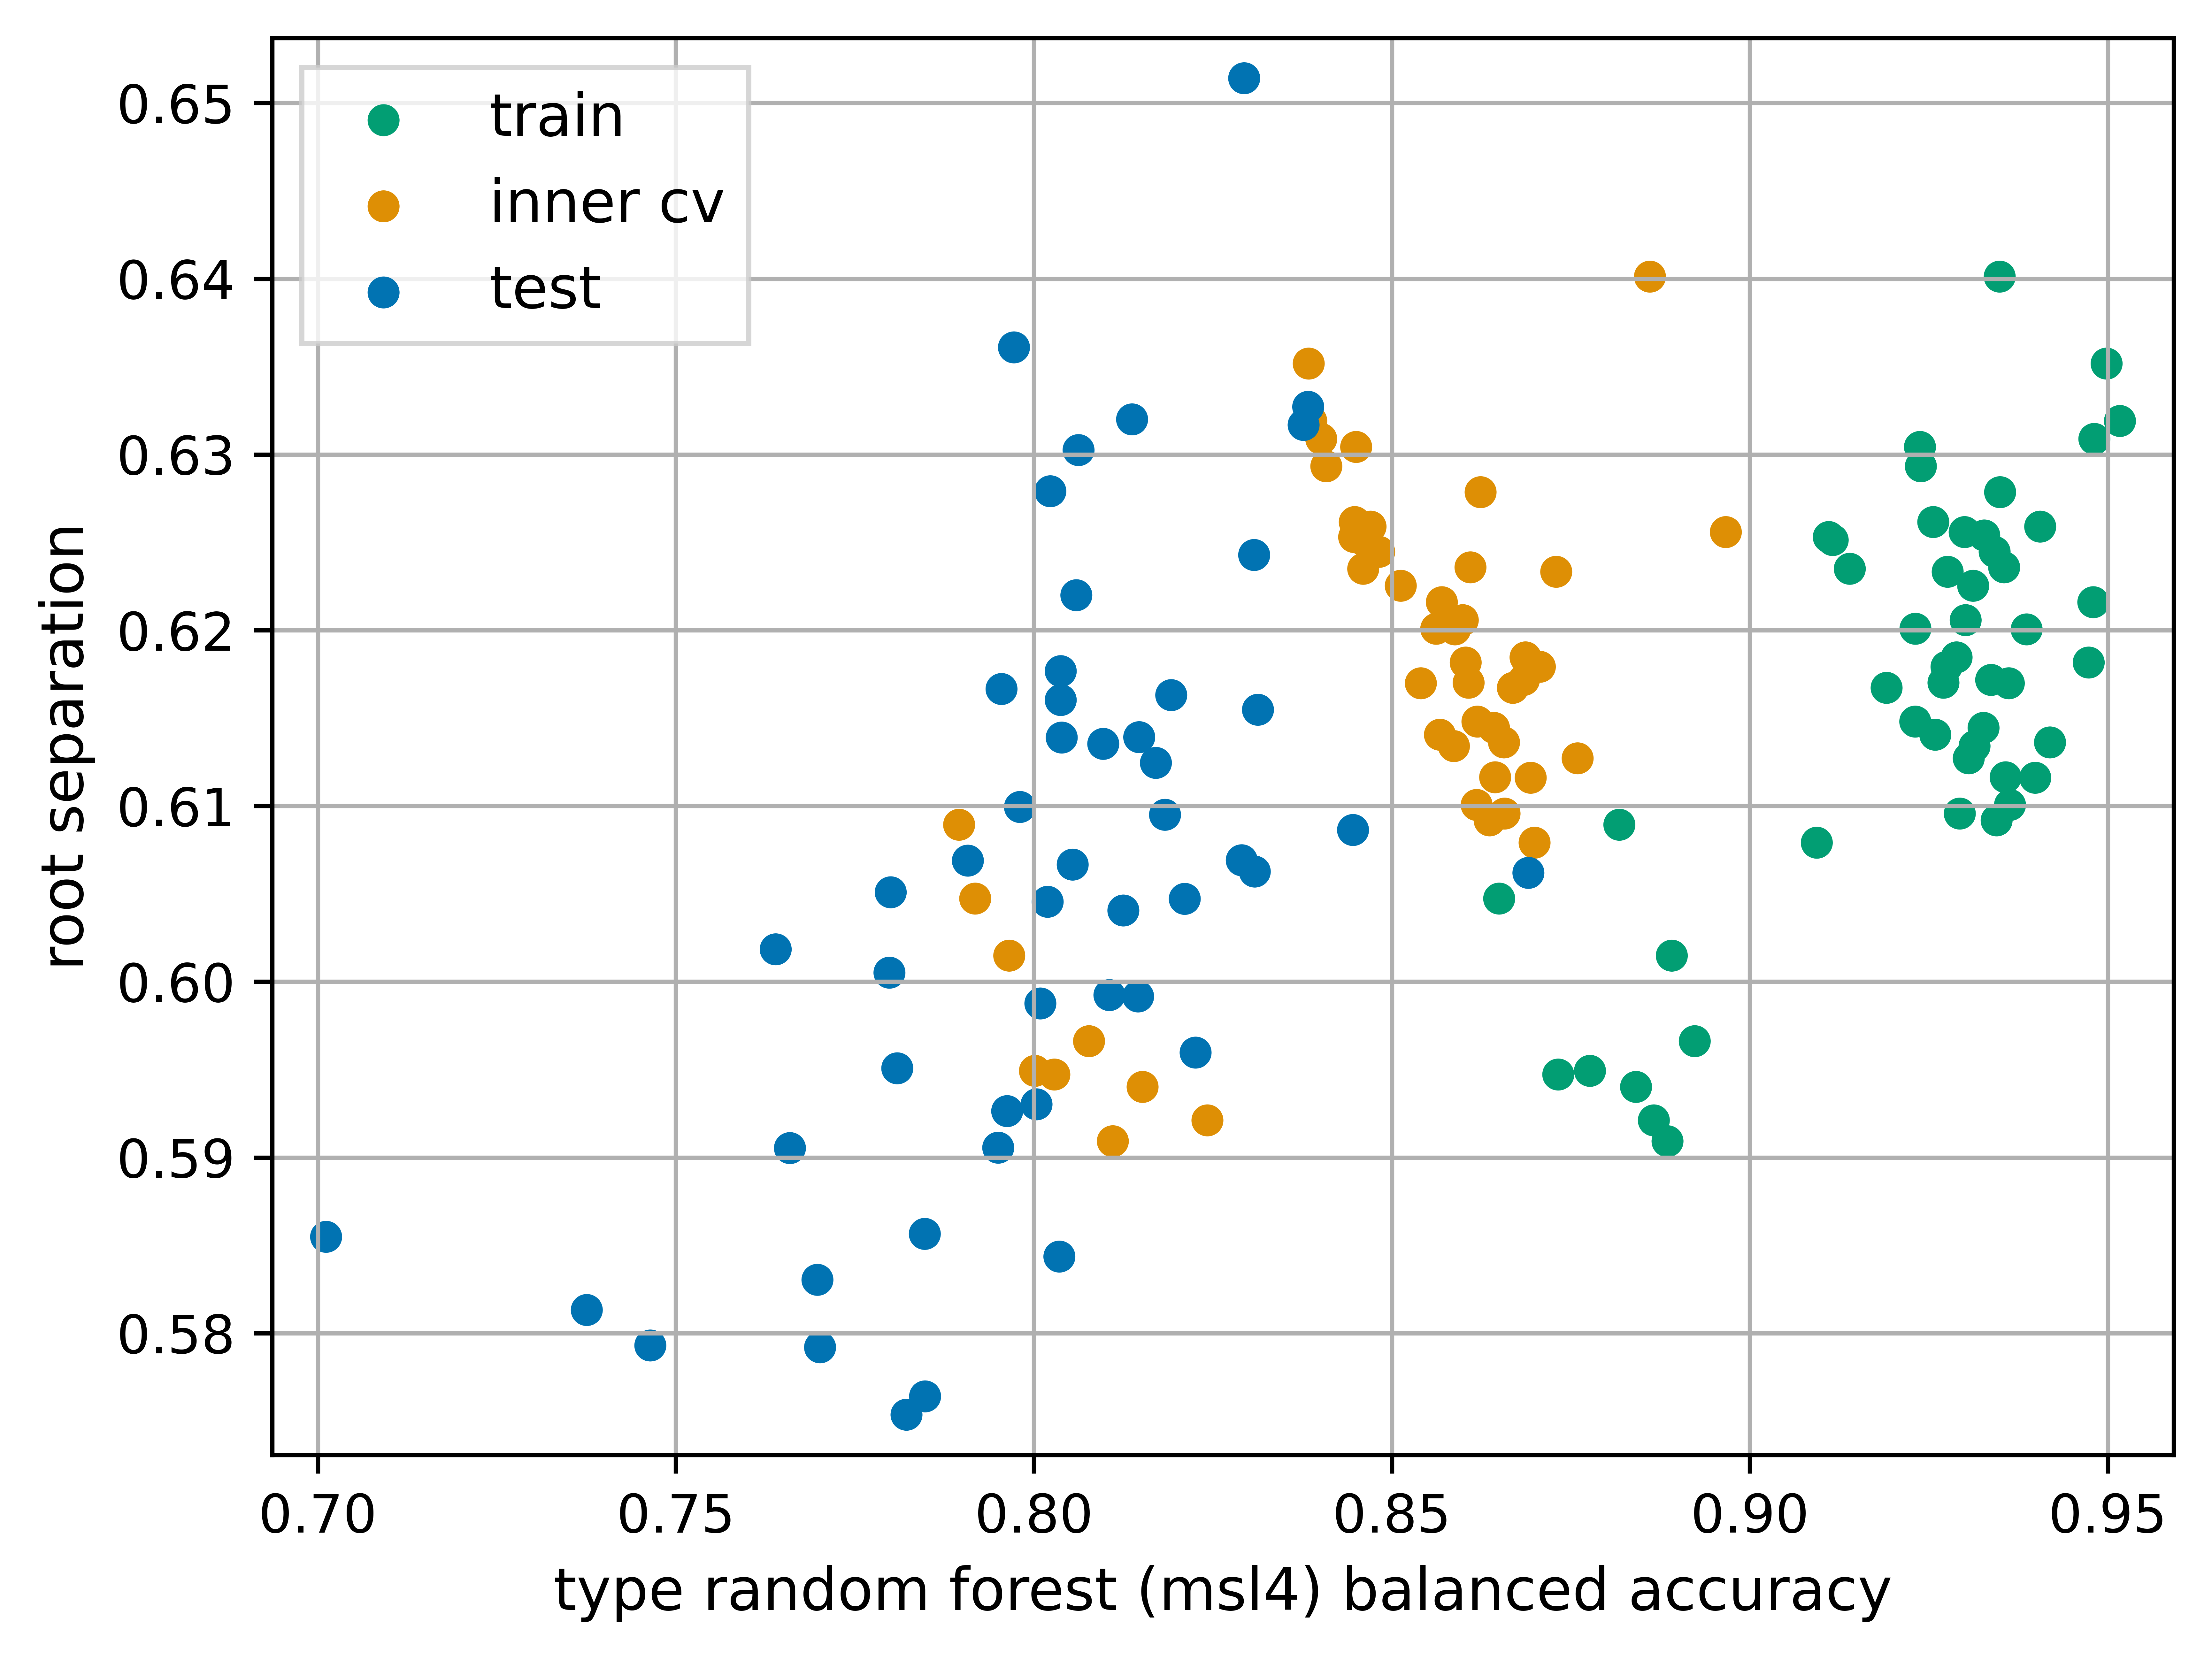 train
inner cv
test
0.65
0.64
0.63
0.62
0.61
0.60
0.59
0.58
root separation
0.70 0.75 0.80 0.85 0.90 0.95
type random forest (msl4) balanced accuracy